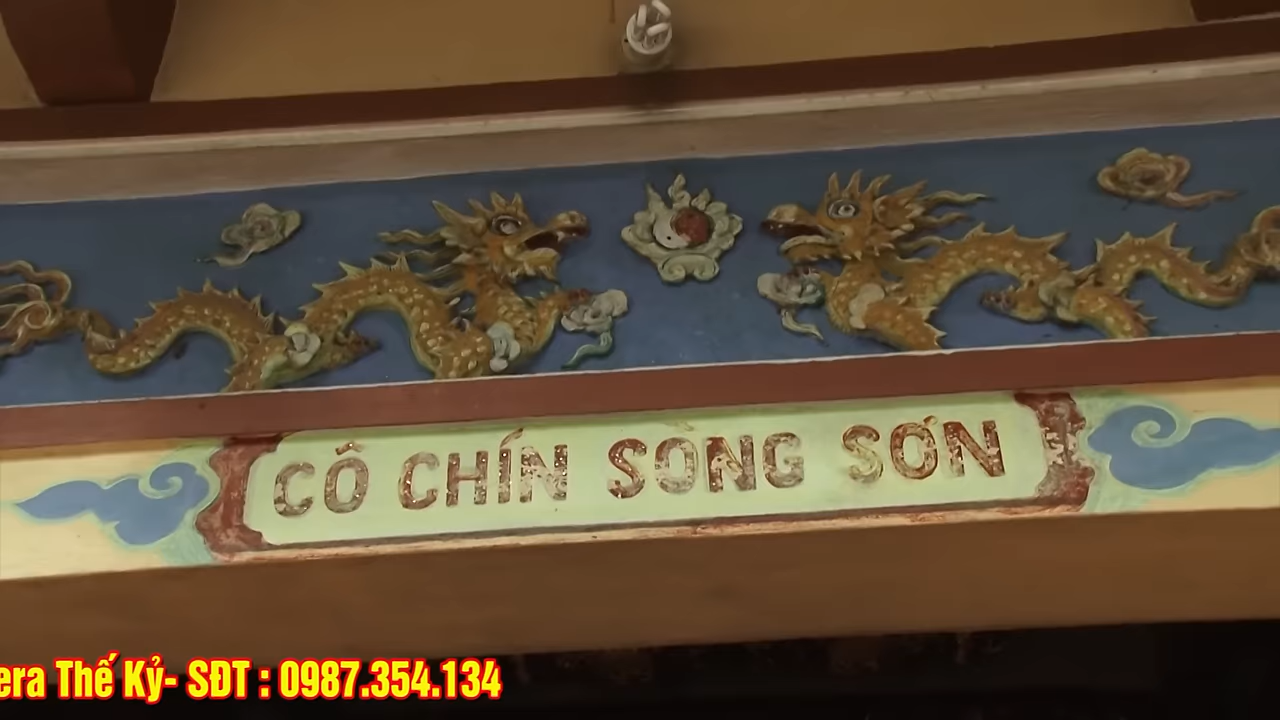 CÔ CHÍN SONG SƠN
era Thế Kỷ- SĐT : 0987.354.134